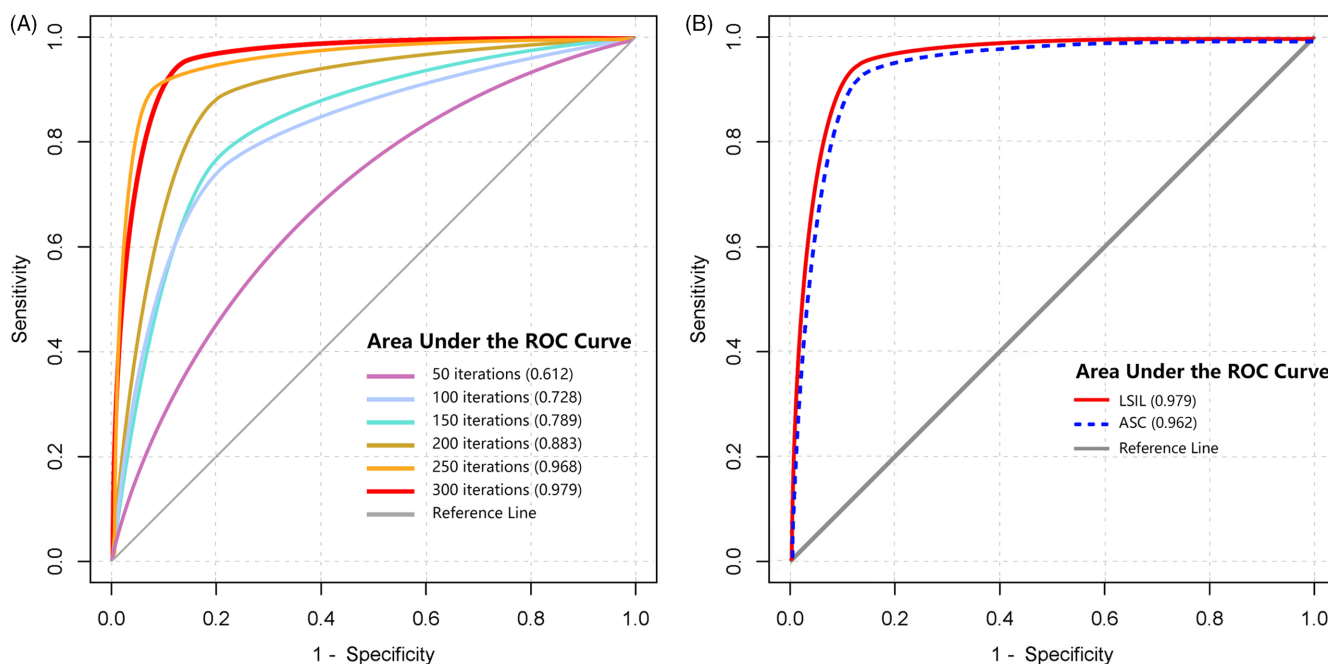 (A)
1.0
0.8
0.6
0.4
0.2
0.0
Sensitivity
Area Under the ROC Curve
50 iterations (0.612)
100 iterations (0.728)
150 iterations (0.789)
200 iterations (0.883)
250 iterations (0.968)
300 iterations (0.979)
Reference Line
0.0 0.2 0.4 0.6 0.8 1.0
1 - Specificity
(B)
1.0
0.8
0.6
0.4
0.2
0.0
Sensitivity
Area Under the ROC Curve
LSIL (0.979)
ASC (0.962)
Reference Line
0.0 0.2 0.4 0.6 0.8 1.0
1 - Specificity